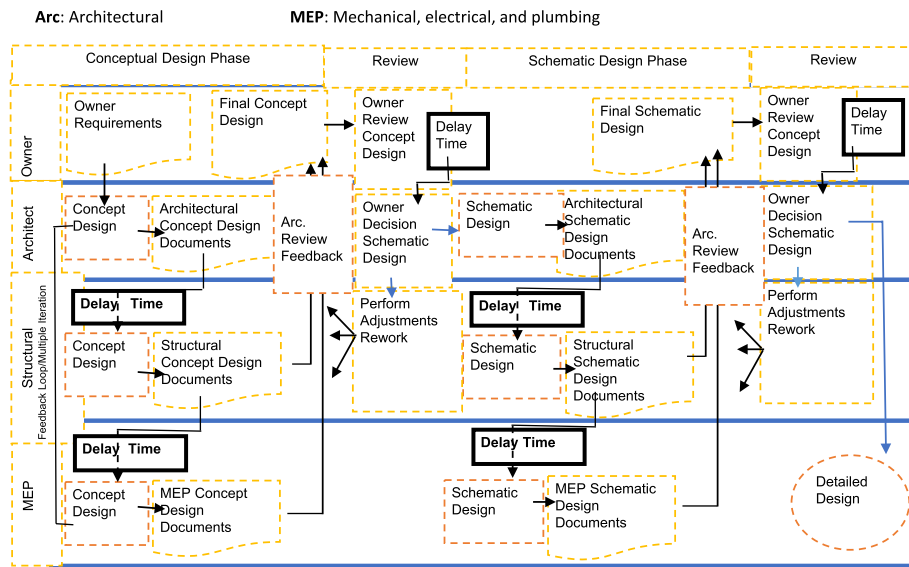 Arc: Architectural
MEP: Mechanical, electrical, and plumbing
Conceptual Design Phase
Review
Schematic Design Phase
Review
Owner
Owner
Requirements
Final Concept
Design
Owner
Review
Concept
Design
Delay
Time
Final Schematic
Design
Owner
Review
Concept
Design
Delay
Time
Architect
Concept
Design
Architectural
Concept Design
Documents
Arc.
Review
Feedback
Owner
Decision
Schematic
Design
Schematic
Design
Architectural
Schematic
Design
Documents
Arc.
Review
Feedback
Owner
Decision
Schematic
Design
Structural
Feedback Loop/Multiple Iteration
Delay Time
Concept
Design
Structural
Concept Design
Documents
Perform
Adjustments
Rework
Delay Time
Schematic
Design
Structural
Schematic
Design
Documents
Perform
Adjustments
Rework
MEP
Delay Time
Concept
Design
MEP Concept
Design
Documents
Delay Time
Schematic
Design
MEP Schematic
Design
Documents
Detailed
Design